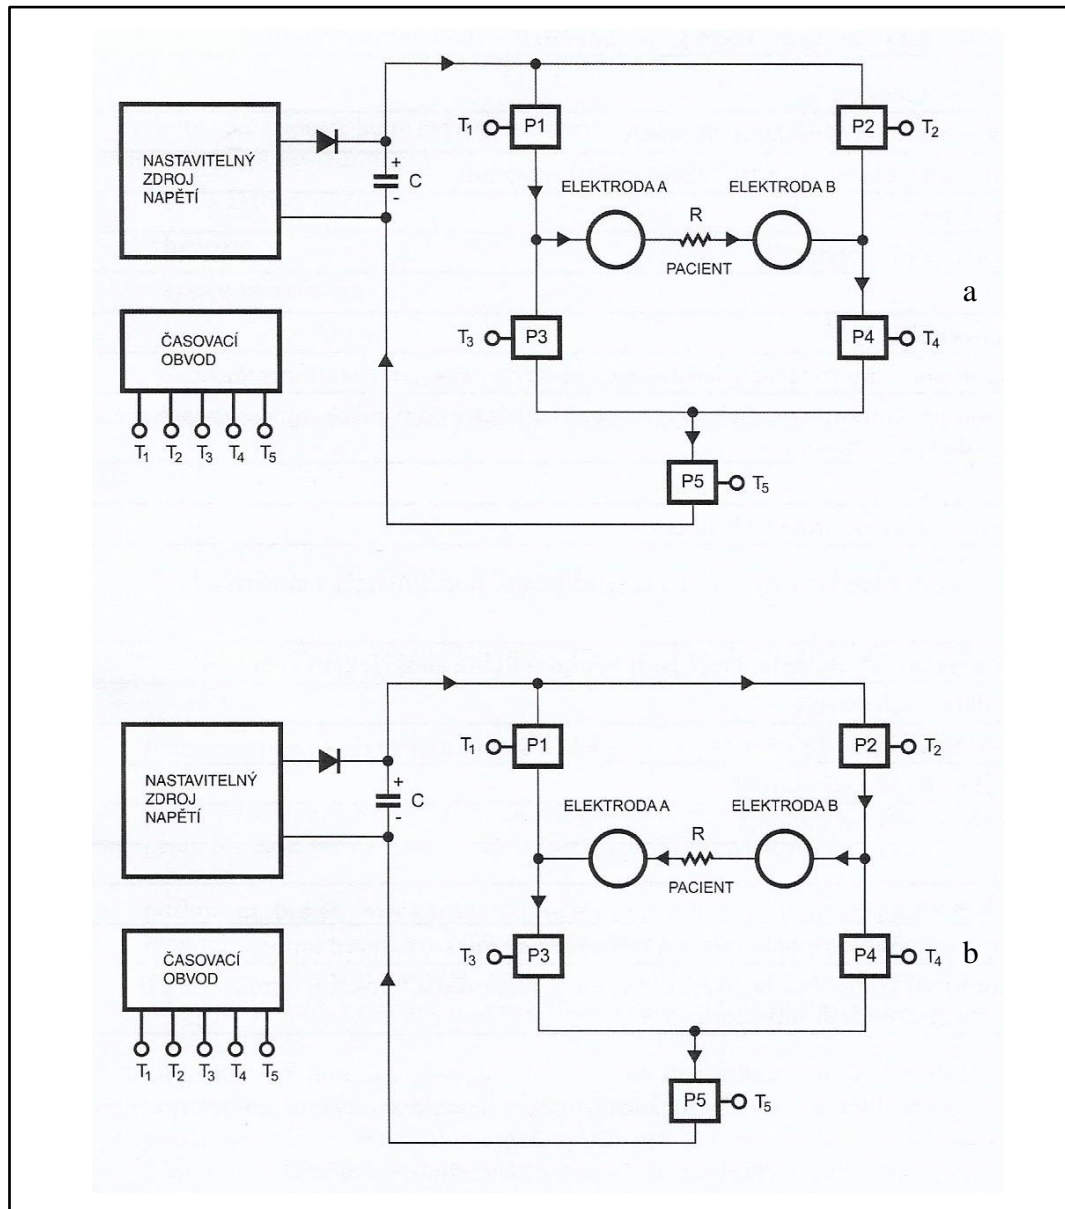 P1
P2
T1
T2
NASTAVITELNÝ
ZDROJ
NAPĚTÍ
+
C
-
ELEKTRODA A
ELEKTRODA B
R
PACIENT
a
ČASOVACÍ
OBVOD
T3
P3
P4
T4
T1 T2 T3 T4 T5
P5
T5
T1
P1
P2
T2
NASTAVITELNÝ
ZDROJ
NAPĚTÍ
+
C
-
ELEKTRODA A
ELEKTRODA B
R
PACIENT
ČASOVACÍ
OBVOD
T3
P3
P4
T4
b
T1 T2 T3 T4 T5
P5
T5